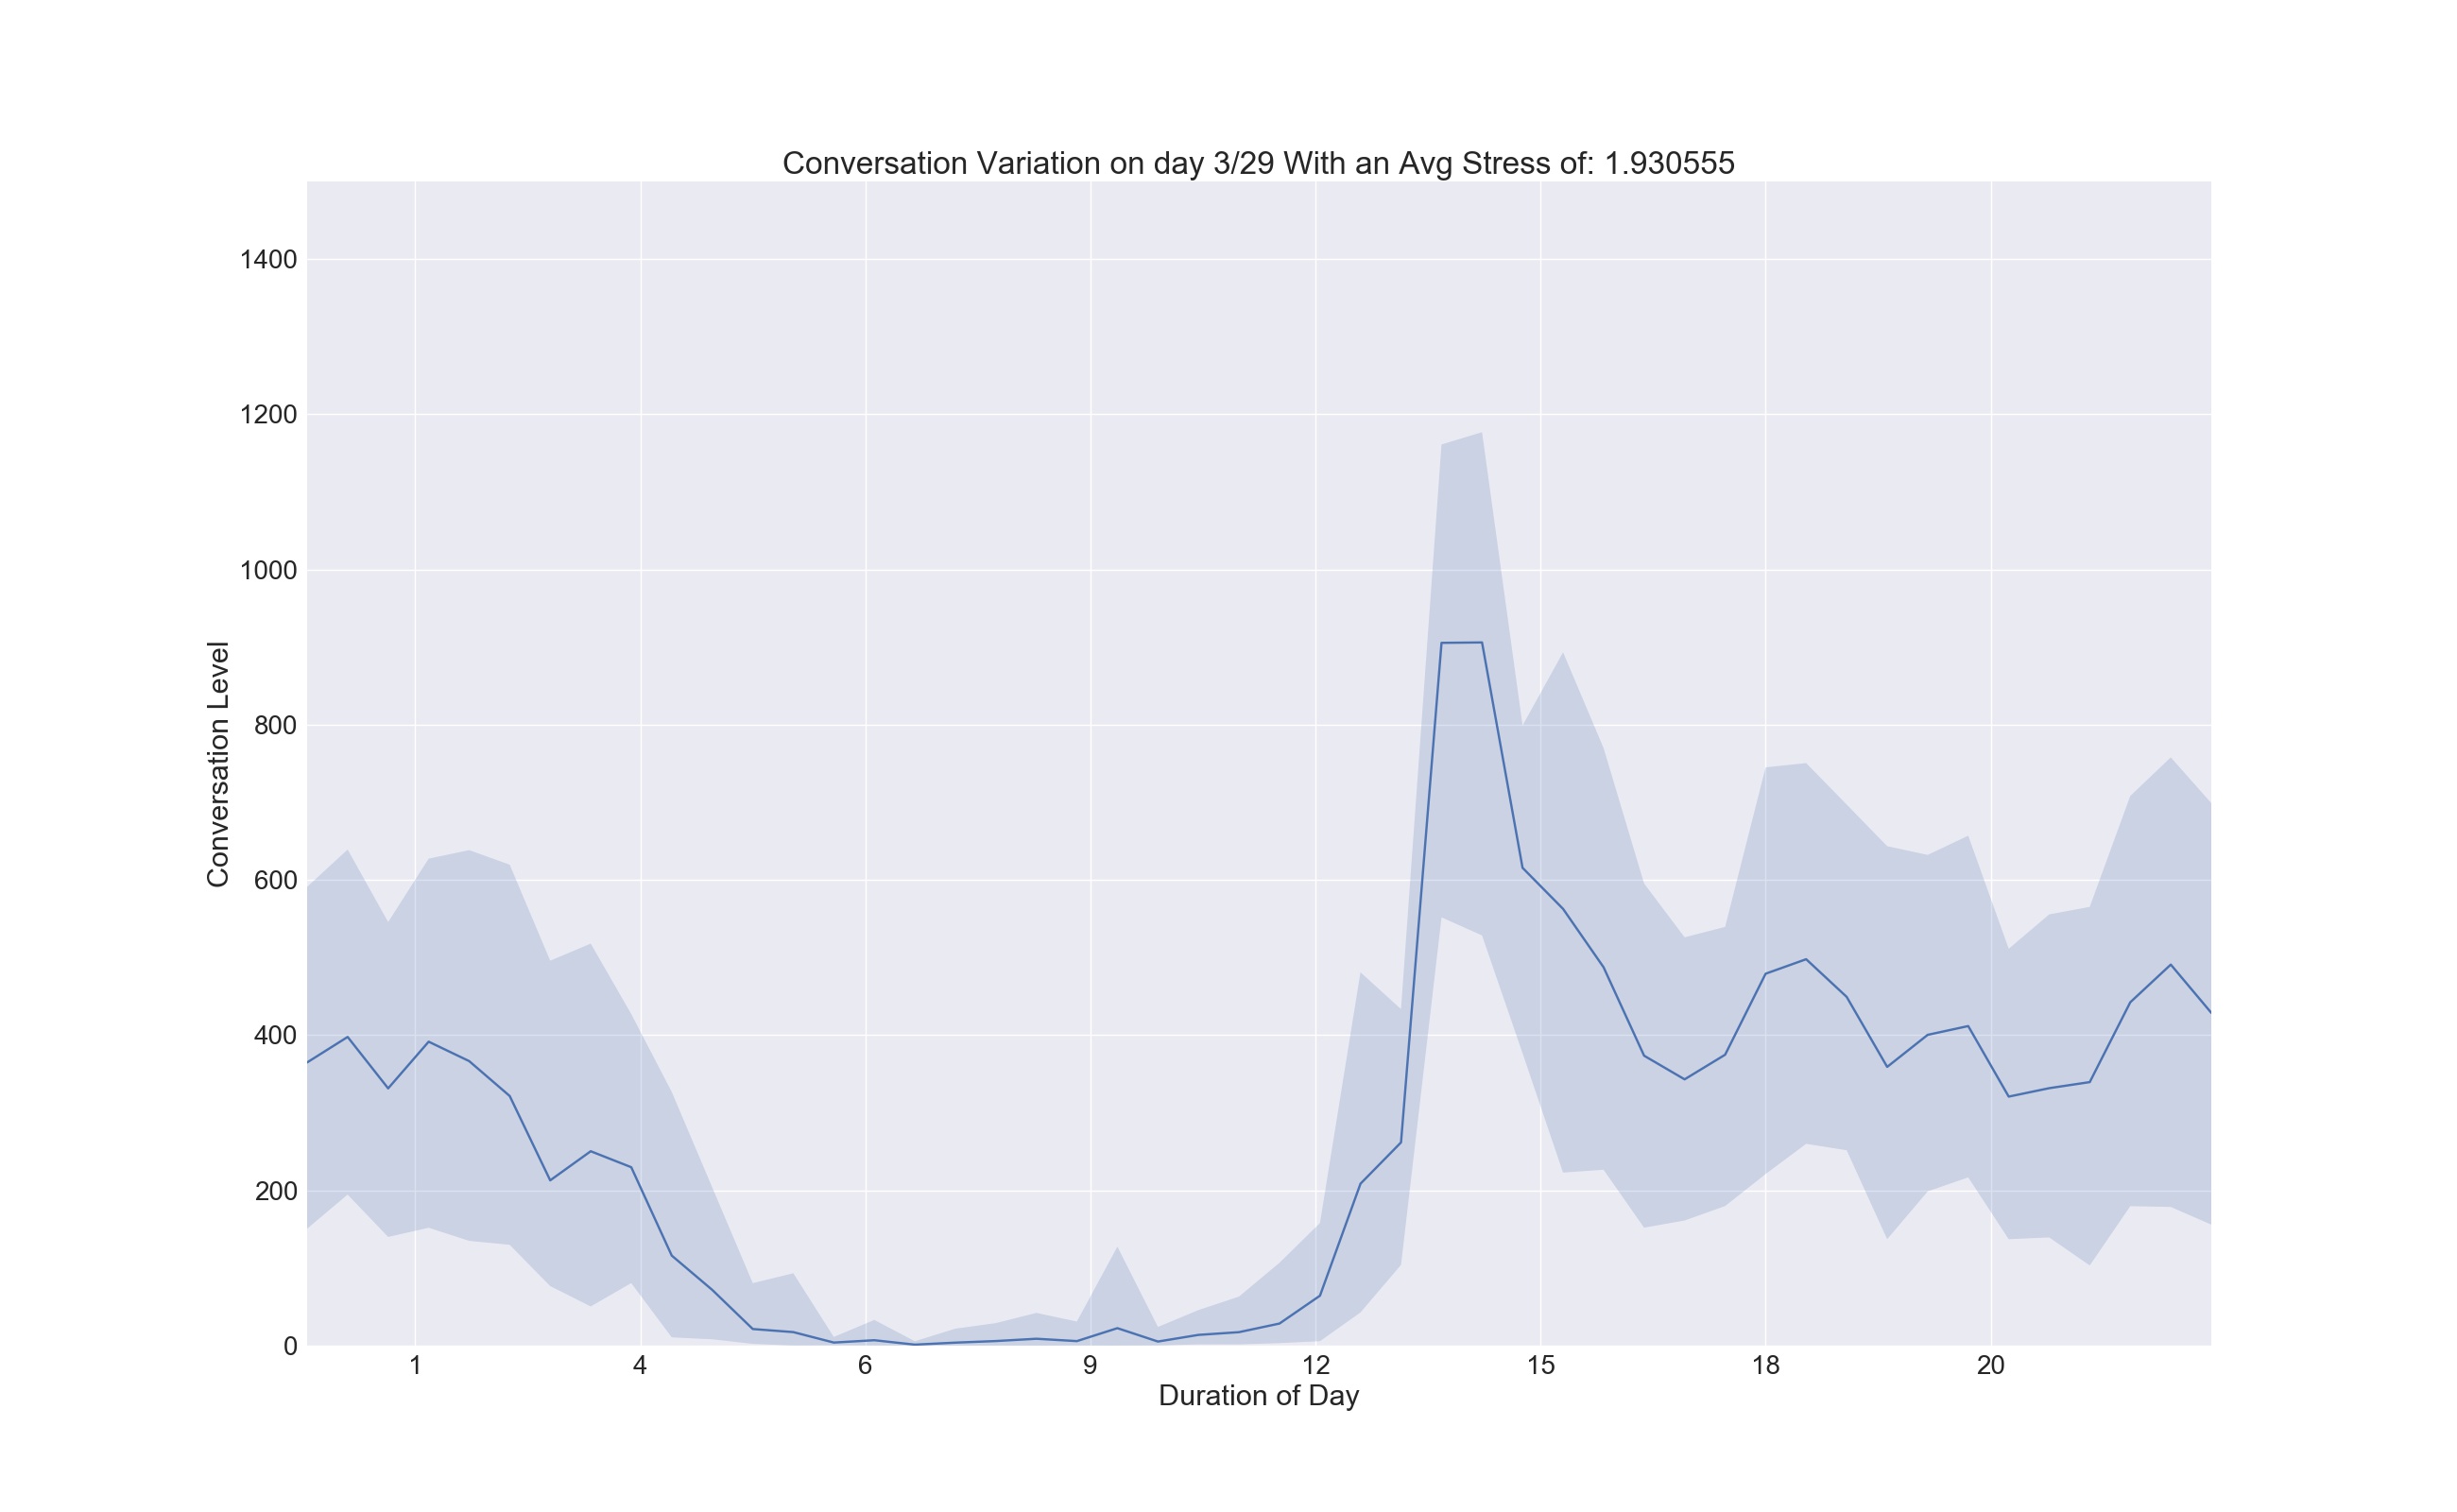 Conversation Variation on day 3/29 With an Avg Stress of: 1.930555
1400
1200
1000
800
600
400
200
0
Conversation Level
1 4 6 9 12 15 18 20
Duration of Day